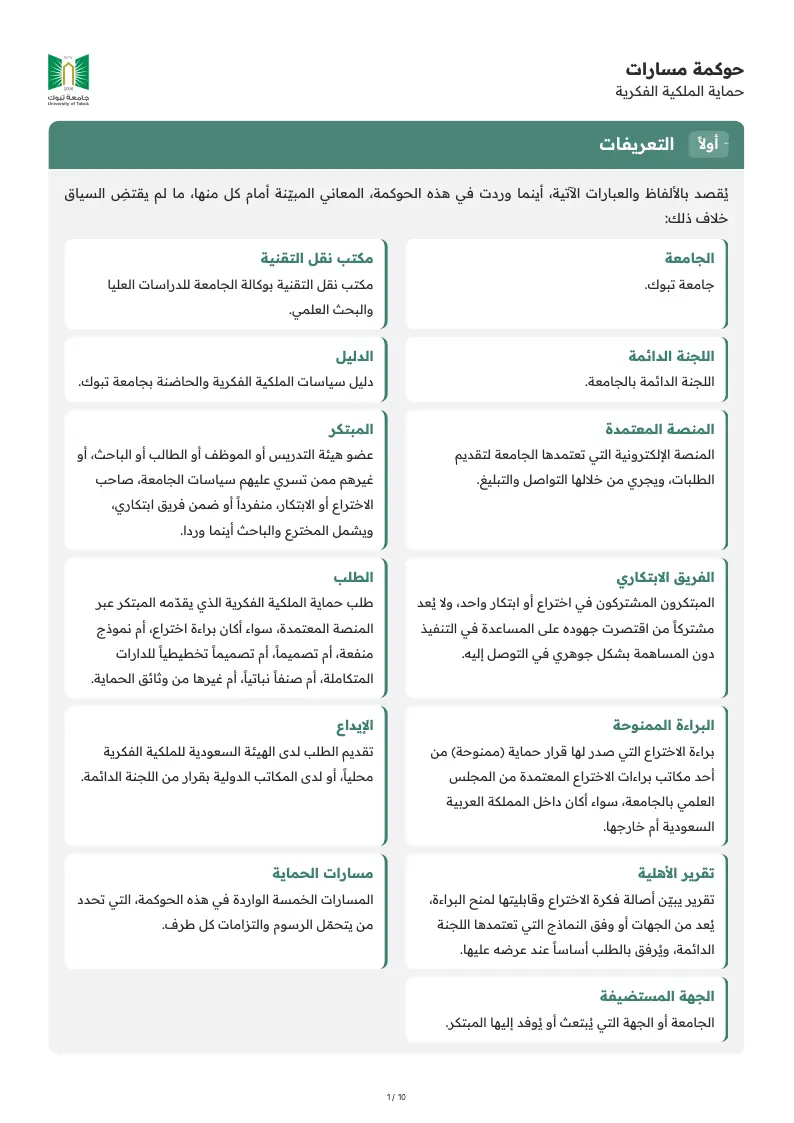 حوكمة مسارات
حماية الملكية الفكرية
جامعة تبوك
University of Tabuk
- أولاً
التعريفات
يُقصد بالألفاظ والعبارات الآتية، أينما وردت في هذه الحوكمة، المعاني المبيّنة أمام كل منها، ما لم يقتضِ السياق
خلاف ذلك:
الجامعة
جامعة تبوك.
مكتب نقل التقنية
مكتب نقل التقنية بوكالة الجامعة للدراسات العليا
والبحث العلمي.
اللجنة الدائمة
اللجنة الدائمة بالجامعة.
الدليل
دليل سياسات الملكية الفكرية والحاضنة بجامعة تبوك.
المنصة المعتمدة
المنصة الإلكترونية التي تعتمدها الجامعة لتقديم
الطلبات، ويجري من خلالها التواصل والتبليغ.
المبتكر
عضو هيئة التدريس أو الموظف أو الطالب أو الباحث، أو
غيرهم ممن تسري عليهم سياسات الجامعة، صاحب
الاختراع أو الابتكار، منفرداً أو ضمن فريق ابتكاري،
ويشمل المخترع والباحث أينما وردا.
الفريق الابتكاري
المبتكرون المشتركون في اختراع أو ابتكار واحد، ولا يُعد
مشتركاً من اقتصرت جهوده على المساعدة في التنفيذ
دون المساهمة بشكل جوهري في التوصل إليه.
الطلب
طلب حماية الملكية الفكرية الذي يقدّمه المبتكر عبر
المنصة المعتمدة، سواء أكان براءة اختراع، أم نموذج
منفعة، أم تصميماً، أم تصميماً تخطيطياً للدارات
المتكاملة، أم صنفاً نباتياً، أم غيرها من وثائق الحماية.
البراءة الممنوحة
براءة الاختراع التي صدر لها قرار حماية (ممنوحة) من
أحد مكاتب براءات الاختراع المعتمدة من المجلس
العلمي بالجامعة، سواء أكان داخل المملكة العربية
السعودية أم خارجها.
الإيداع
تقديم الطلب لدى الهيئة السعودية للملكية الفكرية
محلياً، أو لدى المكاتب الدولية بقرار من اللجنة الدائمة.
تقرير الأهلية
تقرير يبيّن أصالة فكرة الاختراع وقابليتها لمنح البراءة،
يُعد من الجهات أو وفق النماذج التي تعتمدها اللجنة
الدائمة، ويُرفق بالطلب أساساً عند عرضه عليها.
مسارات الحماية
المسارات الخمسة الواردة في هذه الحوكمة، التي تحدد
من يتحمّل الرسوم والتزامات كل طرف.
الجهة المستضيفة
الجامعة أو الجهة التي يُبتعث أو يُوفد إليها المبتكر.
1 / 10